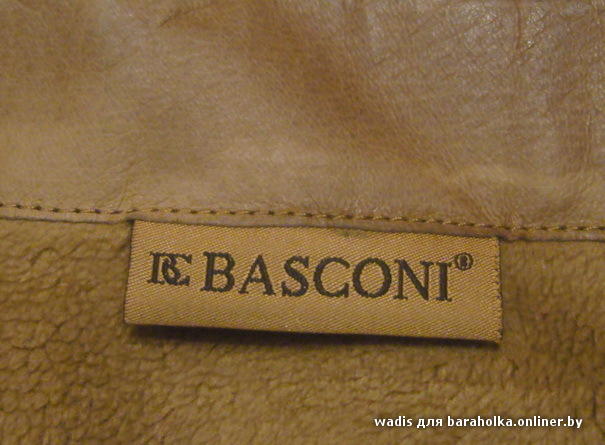 BC BASCONI®
wadis для baraholka.onliner.by